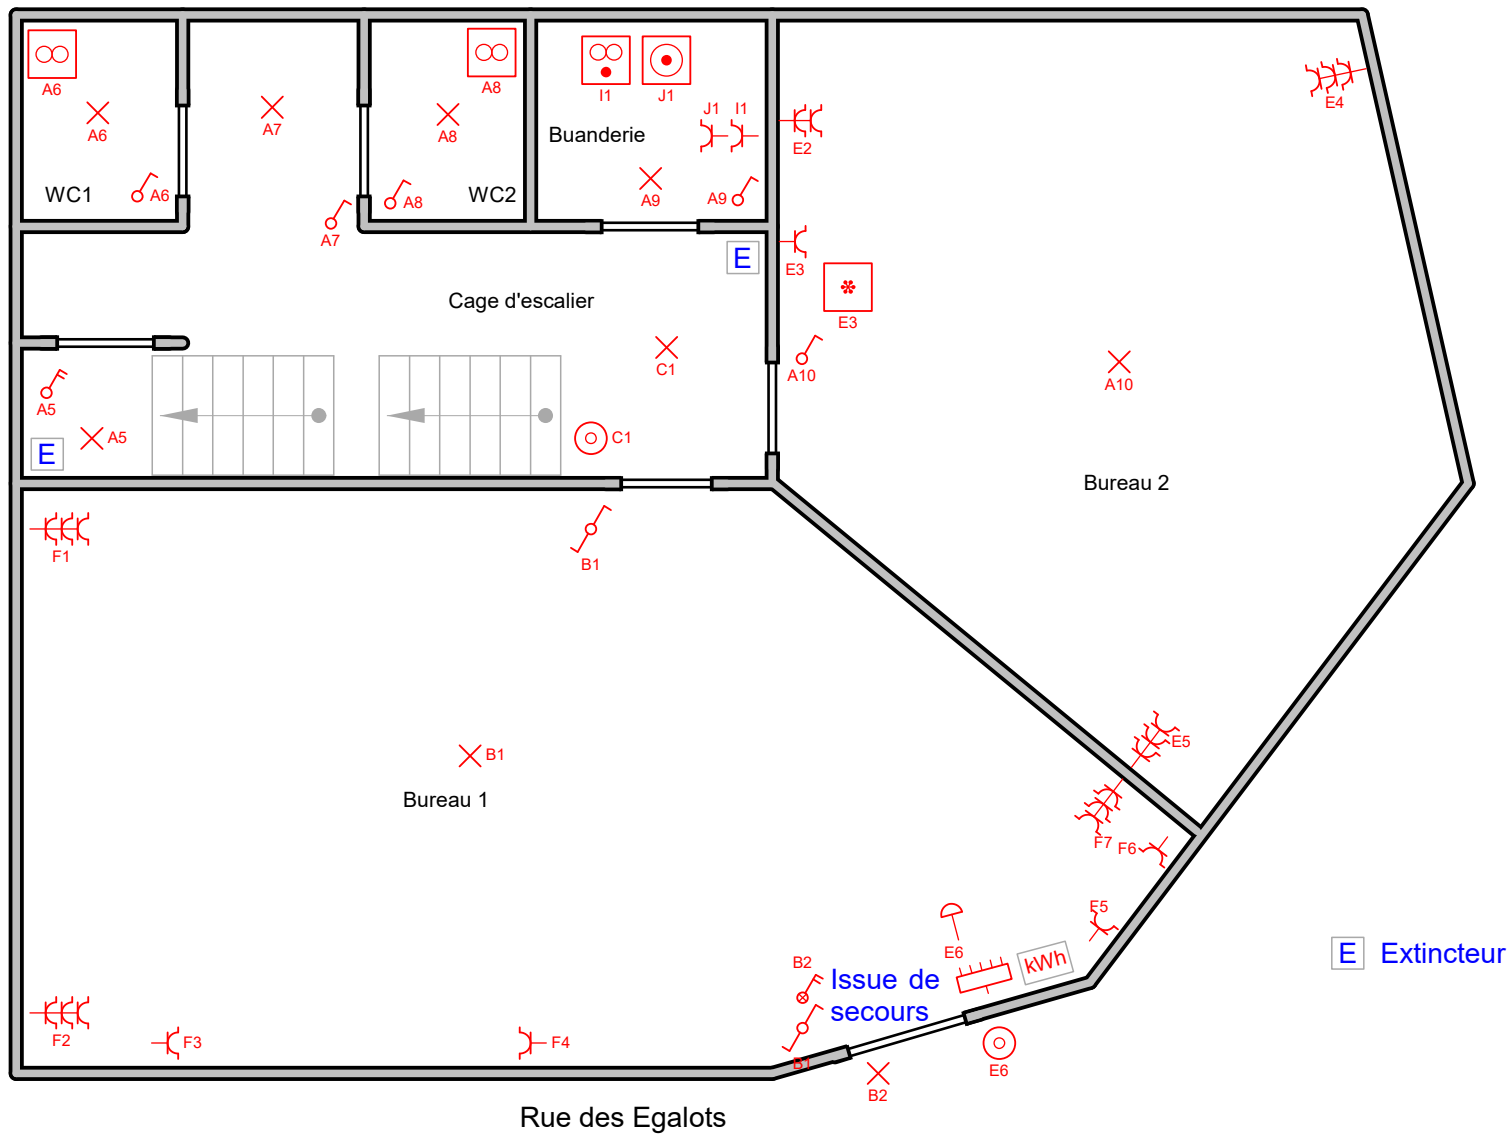 A6
A6
A6
WC1
A7
A7
A8
A8
A8
WC2
I1
J1
J1
I1
Buanderie
A9
A9
E2
E4
E
E3
E3
Cage d'escalier
C1
A10
A10
A5
A5
E
C1
Bureau 2
F1
B1
B1
Bureau 1
E5
F7
F6
F5
E6
kWh
B2
Issue de
secours
E Extincteur
F2
F3
F4
B1
B2
E6
Rue des Egalots